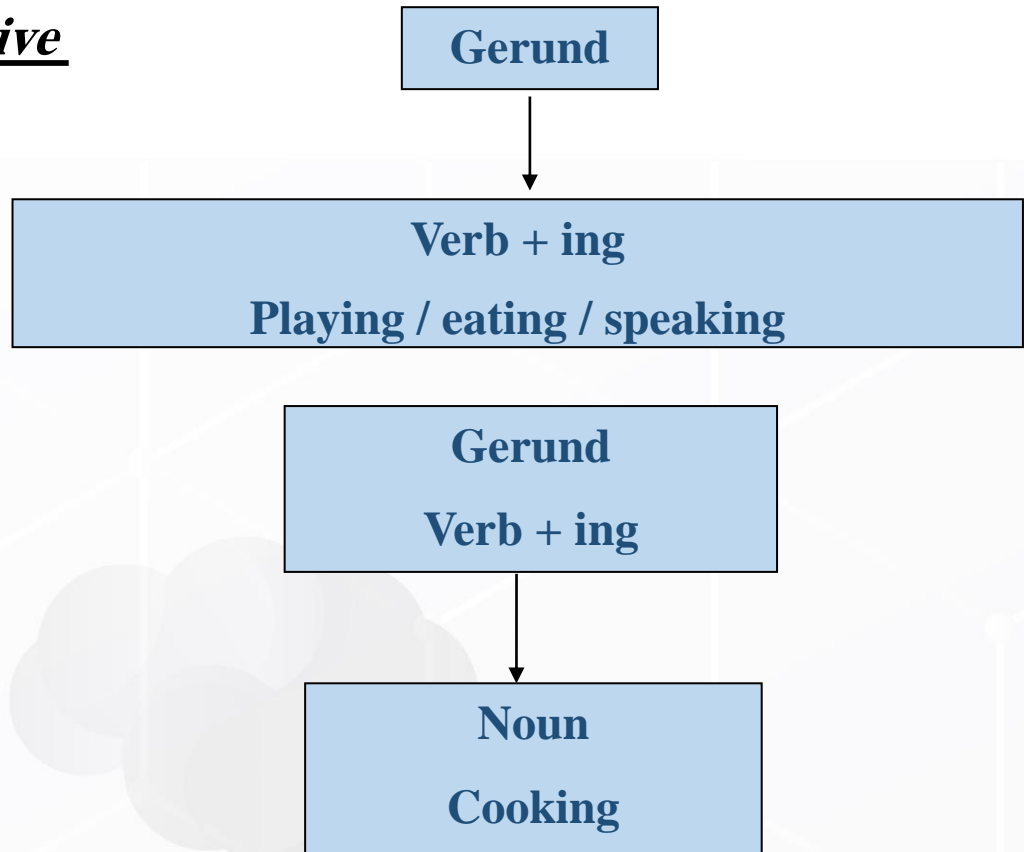 ive
Gerund
Verb + ing
Playing / eating / speaking
Gerund
Verb + ing
Noun
Cooking